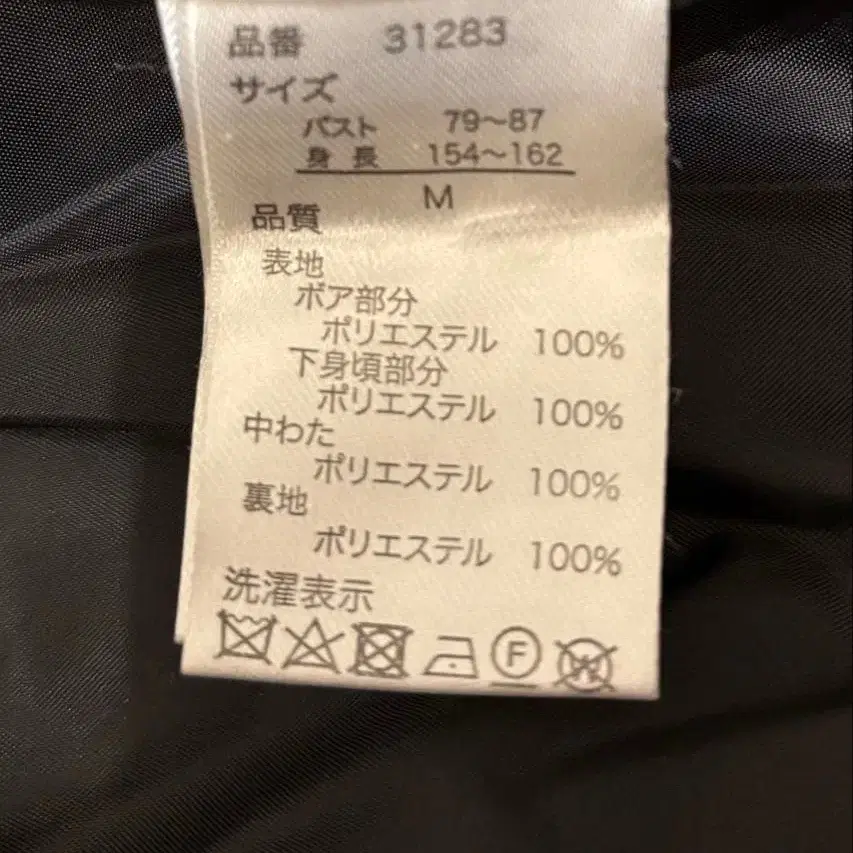 品番 31283
サイズ
バスト 79～87
身長 154～162
M
品質
表地
ボア部分
ポリエステル 100%
下身頃部分
ポリエステル 100%
中わた
ポリエステル 100%
裏地
ポリエステル 100%
洗濯表示
F W